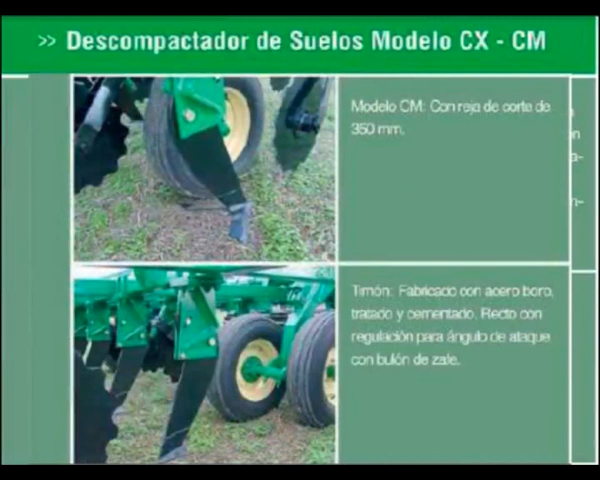 >> Descompactador de Suelos Modelo CX - CM
Modelo CM: Con reja de corte de
350 mm.
Timón: Fabricado con acero boro,
tratado y cementado. Recto con
regulación para ángulo de ataque
con bulón de zafe.